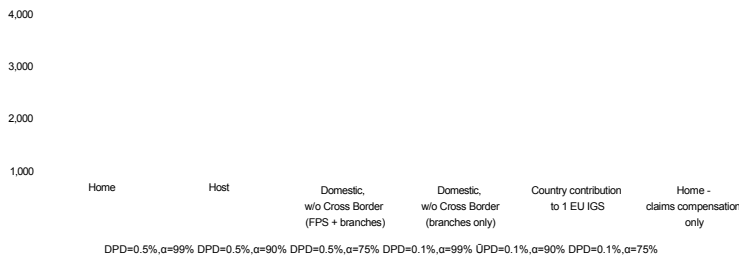 4,000
3,000
2,000
1,000
Home
Host
Domestic,
w/o Cross Border
(FPS + branches)
Domestic,
w/o Cross Border
(branches only)
Country contribution
to 1 EU IGS
Home -
claims compensation
only
DPD=0.5%,α=99% DPD=0.5%,α=90% DPD=0.5%,α=75% DPD=0.1%,α=99% ŪPD=0.1%,α=90% DPD=0.1%,α=75%